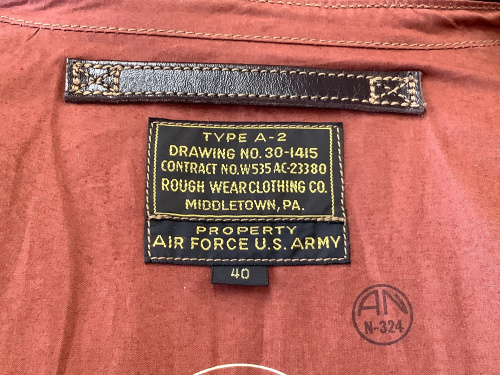 TYPE A-2
DRAWING NO. 30-1415
CONTRACT NO. W535 AC-23380
ROUGH WEAR CLOTHING CO.
MIDDLETOWN, PA.
PROPERTY
AIR FORCE U.S. ARMY
40
AN
N-324